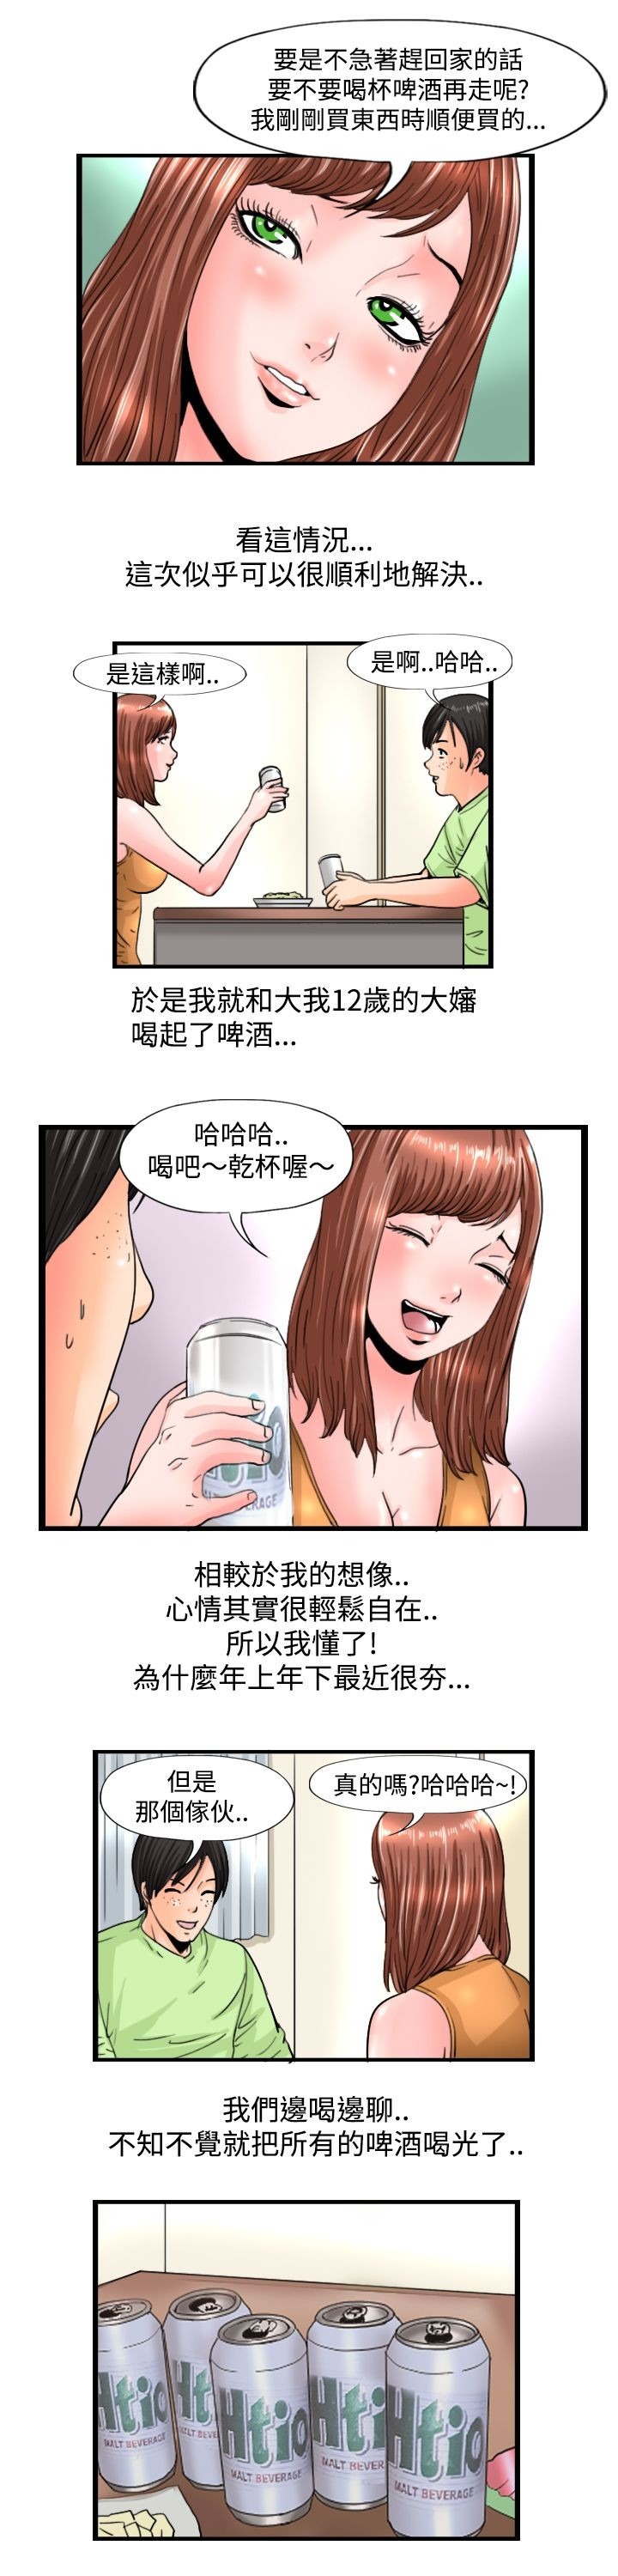 要是不急著趕回家的話
要不要喝杯啤酒再走呢?
我剛剛買東西時順便買的...
看這情況...
這次似乎可以很順利地解決..
是這樣啊..
是啊..哈哈..
於是我就和大我12歲的大嬸
喝起了啤酒...
哈哈哈..
喝吧～乾杯喔～
相較於我的想像..
心情其實很輕鬆自在..
所以我懂了!
為什麼年上年下最近很夯...
但是
那個傢伙..
真的嗎?哈哈哈~!
我們邊喝邊聊..
不知不覺就把所有的啤酒喝光了..
Htio
MALT BEVERAGE
Htio
MALT BEVERAGE
Htio
MALT BEVERAGE